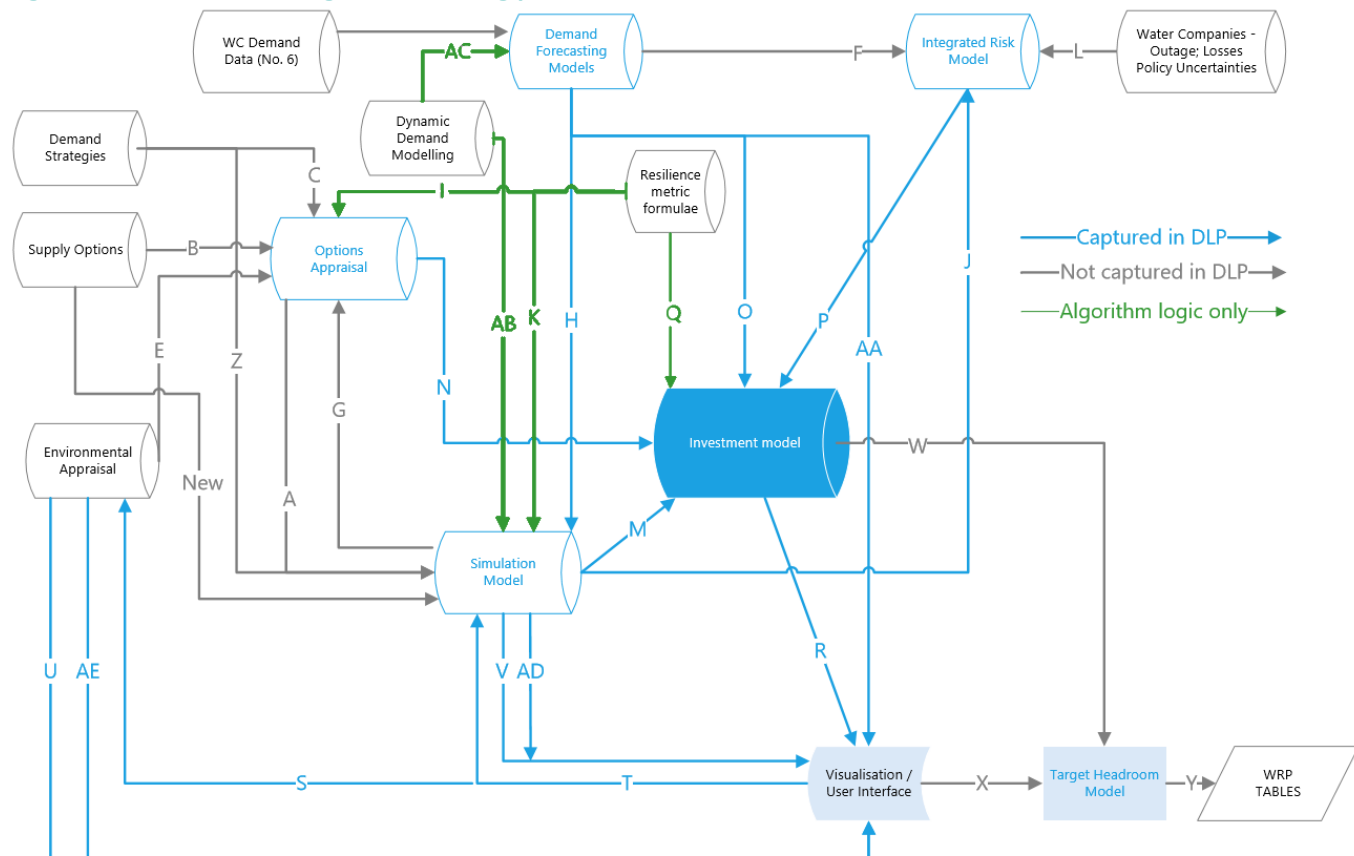 WC Demand
Data (No. 6)
AC
Demand
Forecasting
Models
F
Integrated Risk
Model
L
Water Companies -
Outage; Losses
Policy Uncertainties
Demand
Strategies
Dynamic
Demand
Modelling
C
I
Resilience
metric
formulae
Supply Options
B
Options
Appraisal
Captured in DLP
Not captured in DLP
Algorithm logic only
J
E
Z
AB
K
H
Q
O
P
AA
N
G
Investment model
W
Environmental
Appraisal
New
A
M
Simulation
Model
U
AE
V
AD
R
S
T
Visualisation /
User Interface
X
Target Headroom
Model
Y
WRP
TABLES